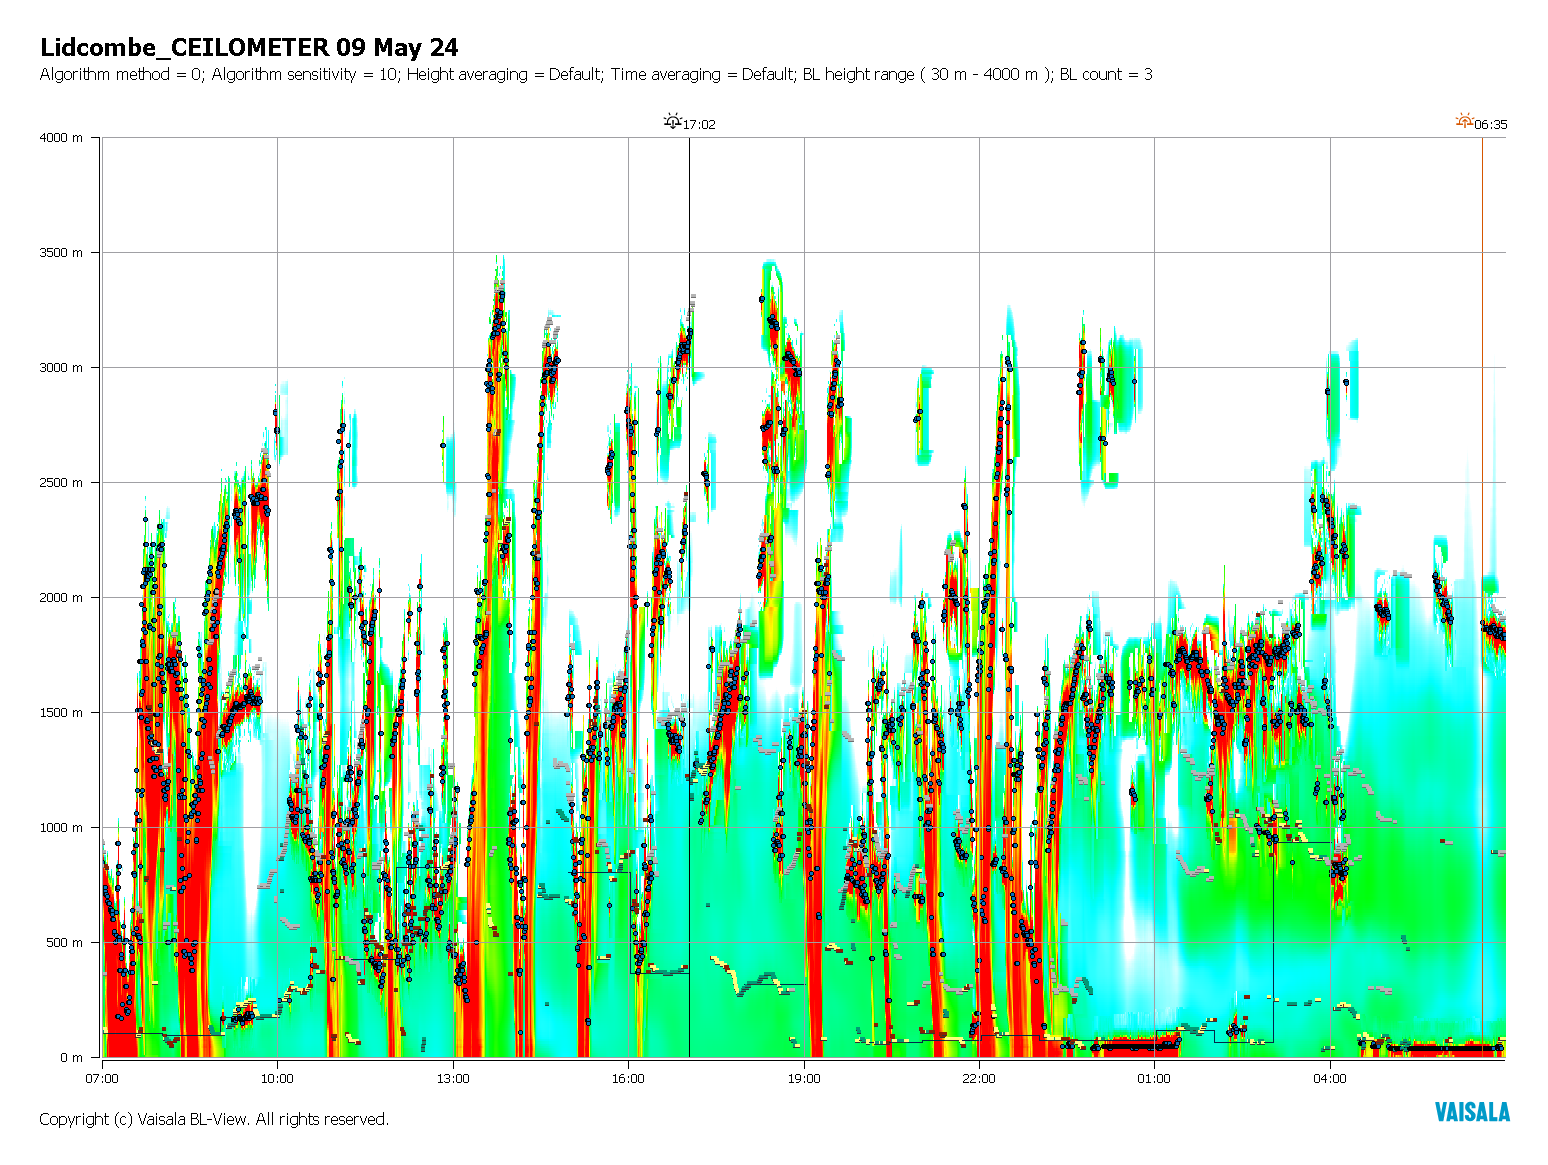 Lidcombe_CEILOMETER 09 May 24
Algorithm method = 0; Algorithm sensitivity = 10; Height averaging = Default; Time averaging = Default; BL height range ( 30 m - 4000 m ); BL count = 3
17:02 06:35
4000 m
3500 m
3000 m
2500 m
2000 m
1500 m
1000 m
500 m
0 m
07:00 10:00 13:00 16:00 19:00 22:00 01:00 04:00
Copyright (c) Vaisala BL-View. All rights reserved.
VAISALA